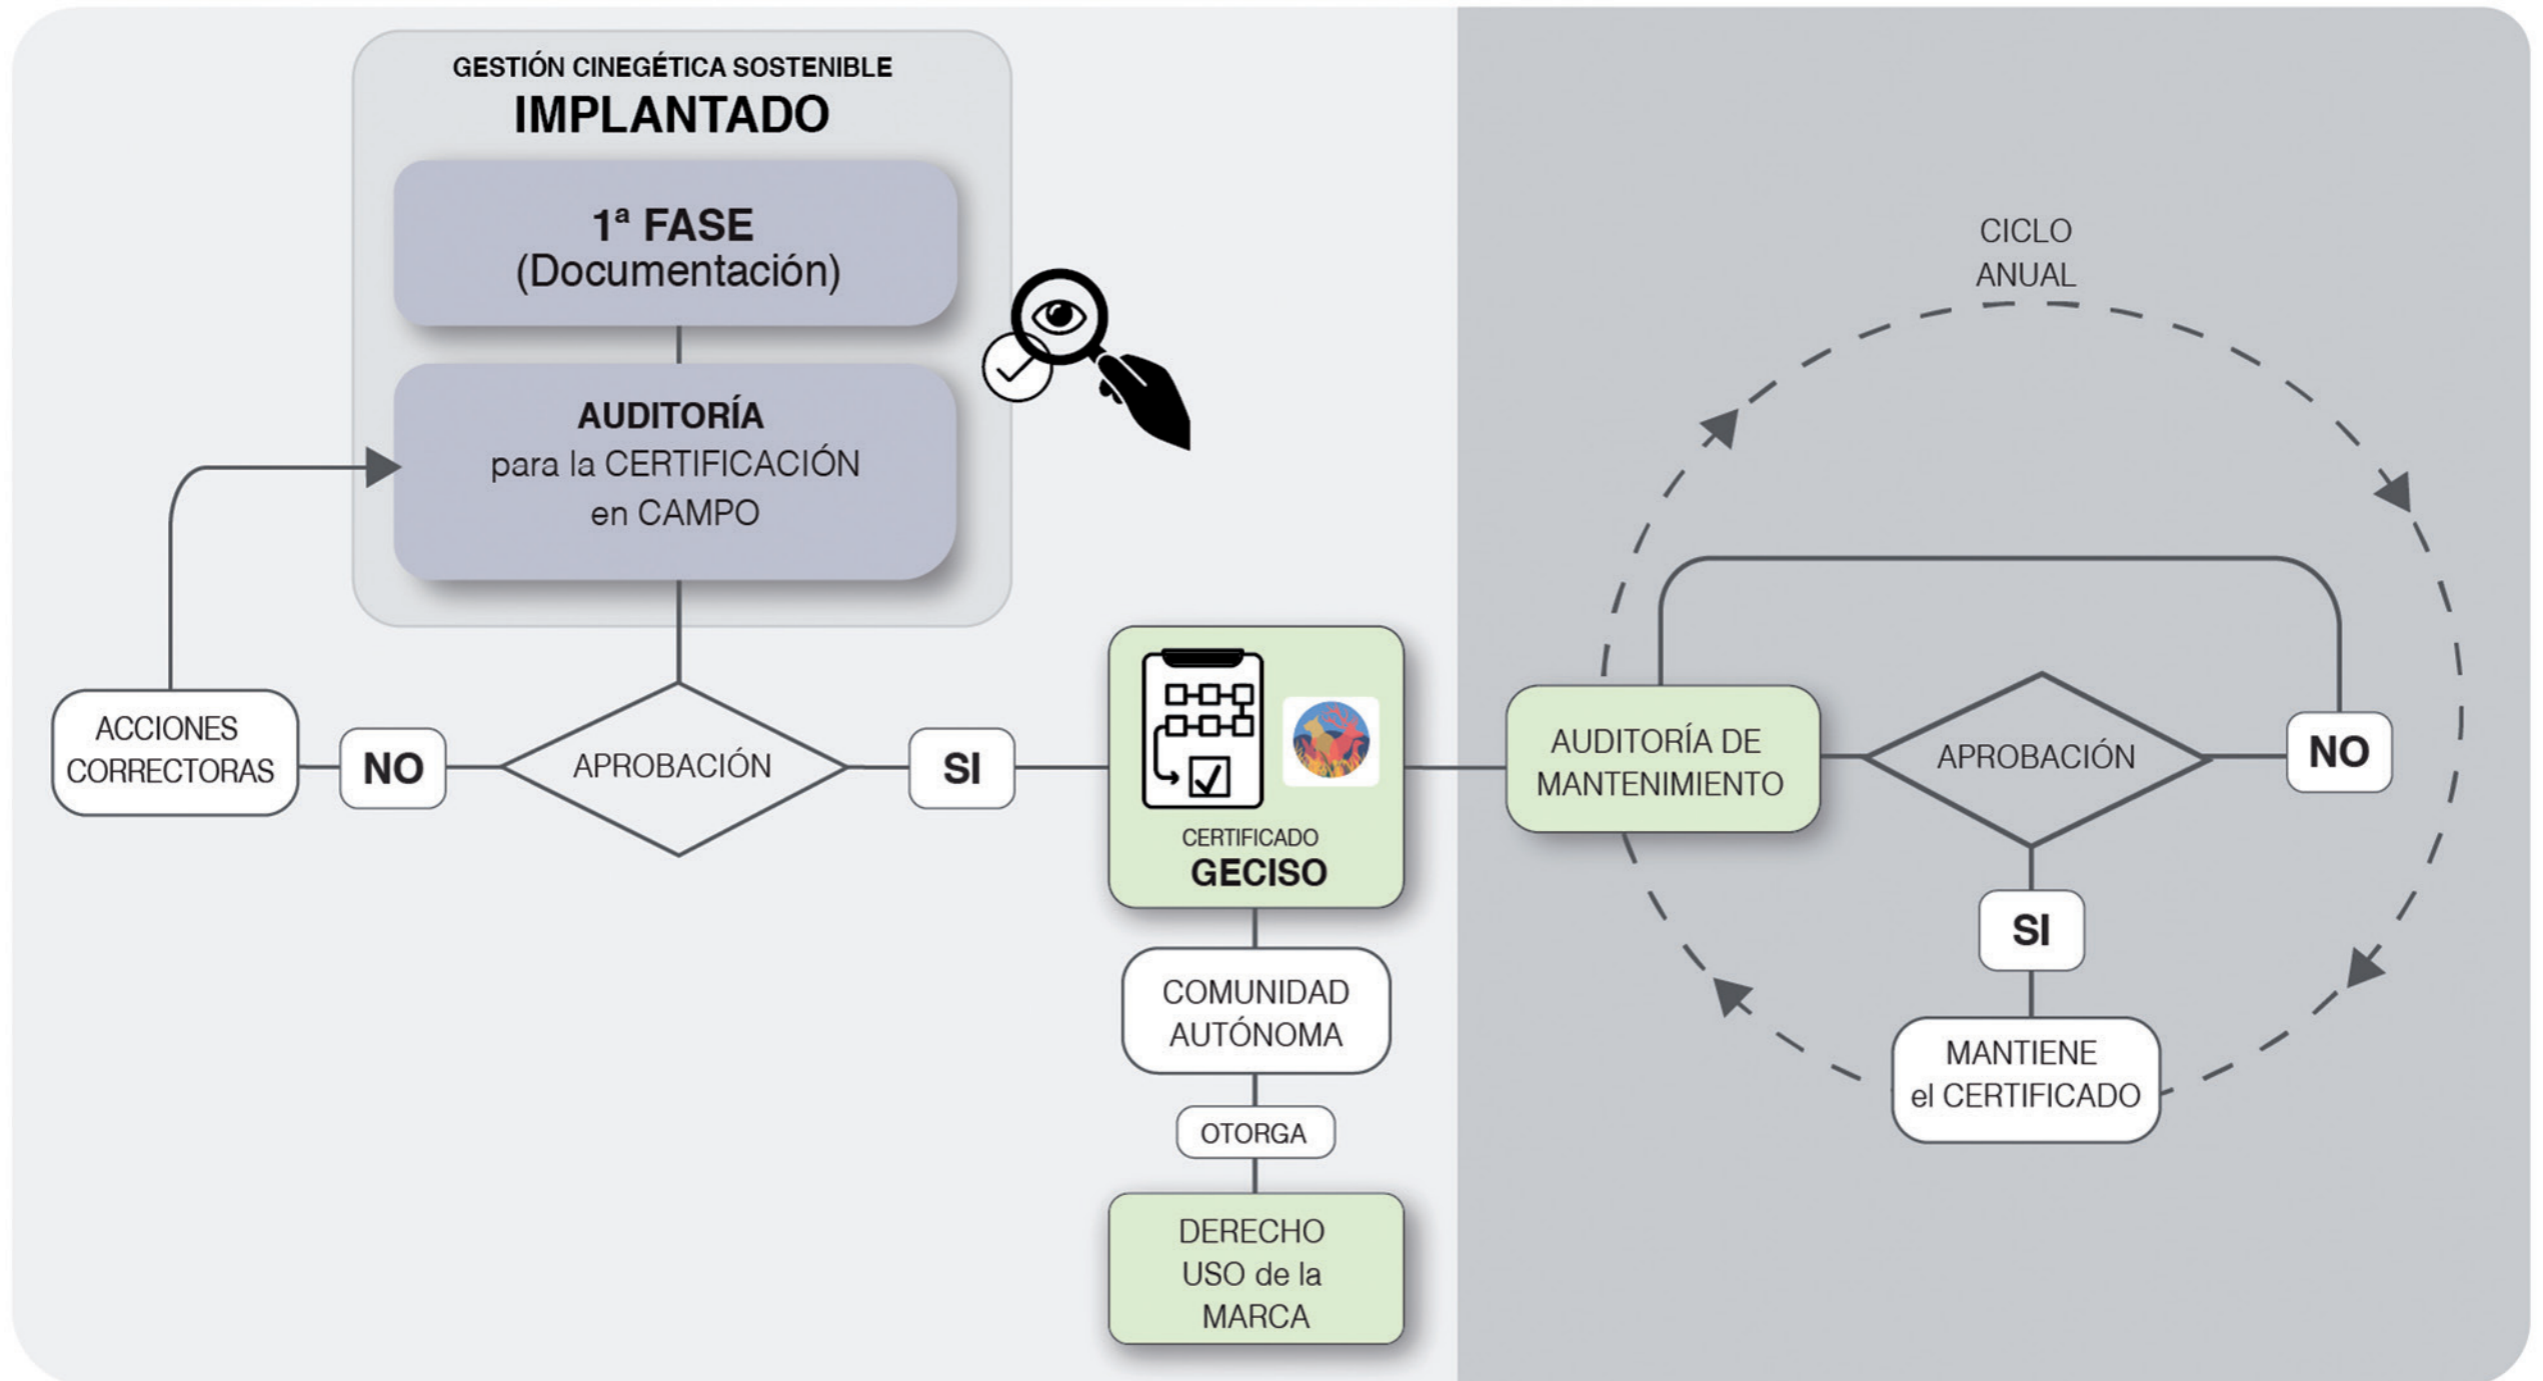 GESTIÓN CINEGÉTICA SOSTENIBLE
IMPLANTADO
1ª FASE
(Documentación)
AUDITORÍA
para la CERTIFICACIÓN
en CAMPO
ACCIONES
CORRECTORAS
NO
APROBACIÓN
SI
CERTIFICADO
GECISO
COMUNIDAD
AUTÓNOMA
OTORGA
DERECHO
USO de la
MARCA
CICLO
ANUAL
AUDITORÍA DE
MANTENIMIENTO
APROBACIÓN
NO
SI
MANTIENE
el CERTIFICADO